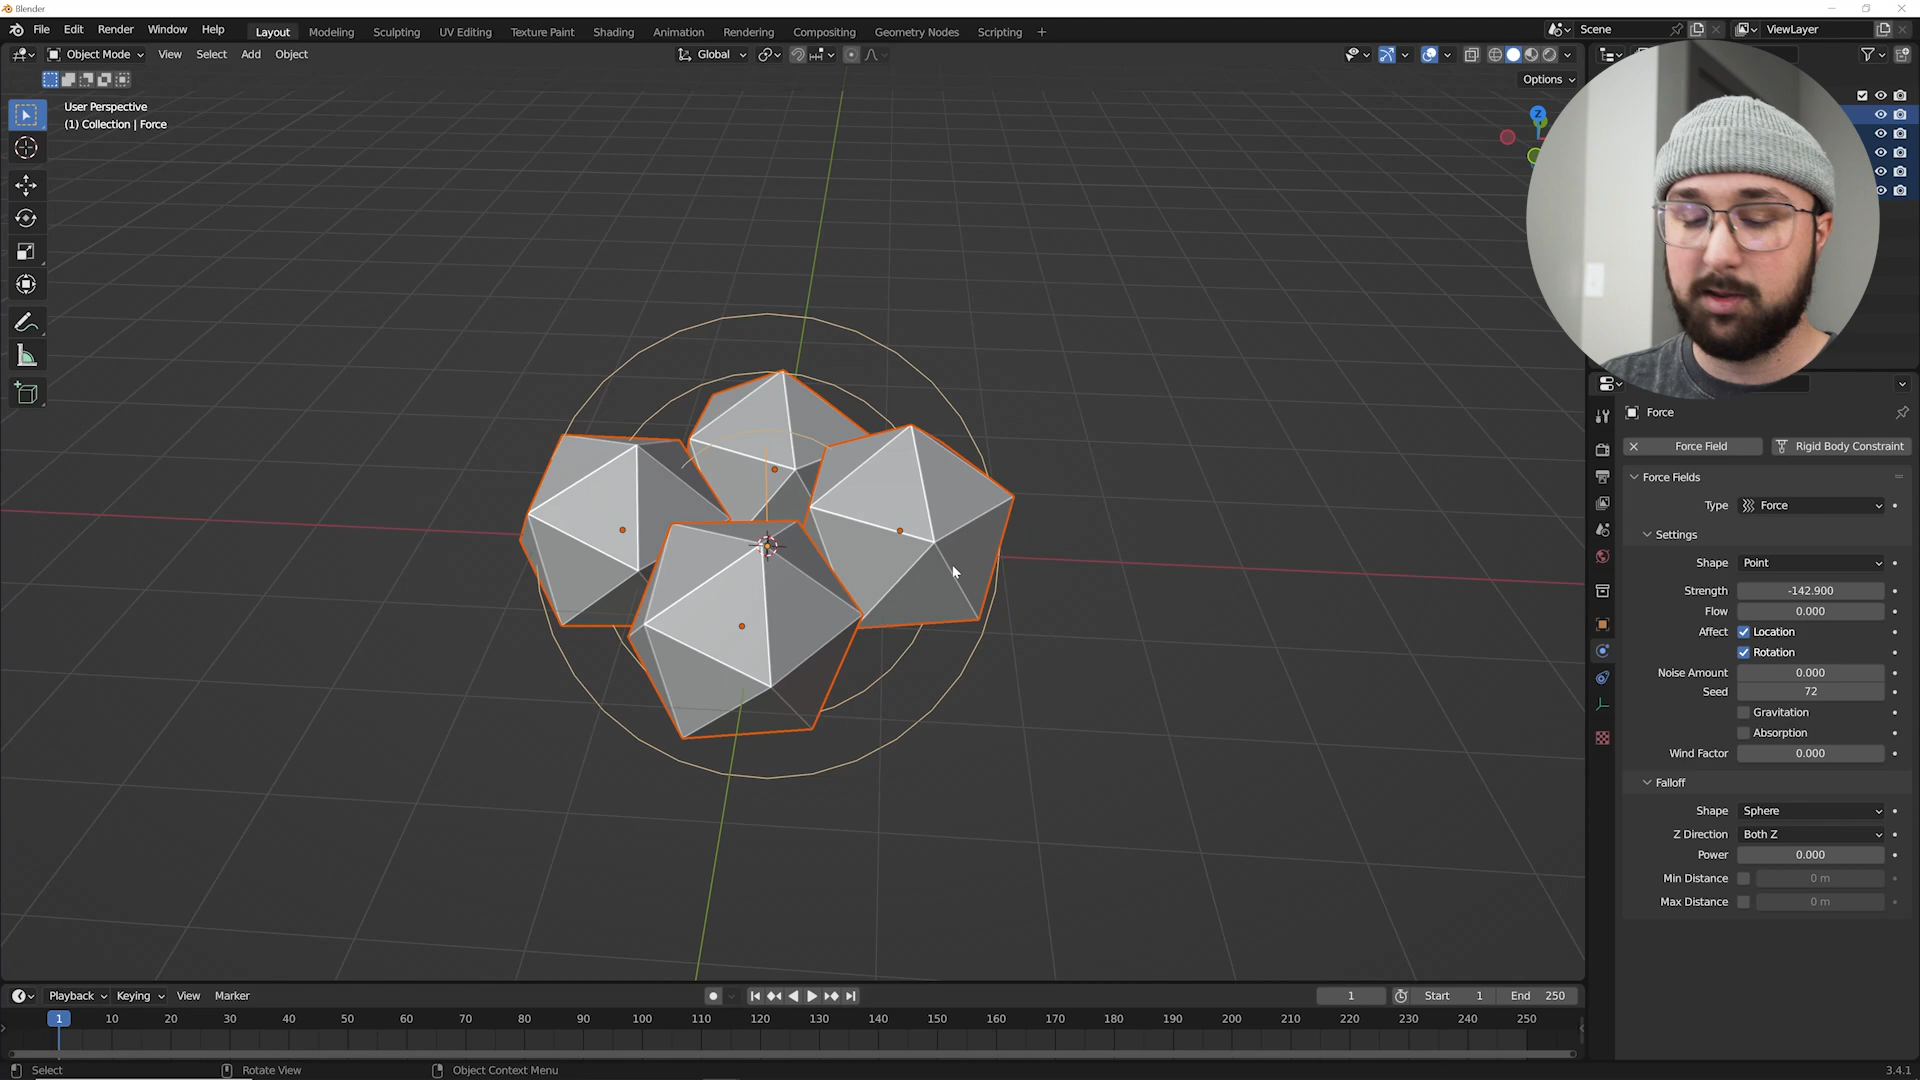 Blender
File Edit Render Window Help Layout Modeling Sculpting UV Editing Texture Paint Shading Animation Rendering Compositing Geometry Nodes Scripting + Scene ViewLayer
Object Mode View Select Add Object Global
Options
User Perspective
(1) Collection | Force
Z
Force
Force Field Rigid Body Constraint
Force Fields
Type Force
Settings
Shape Point
Strength -142.900
Flow 0.000
Affect Location
Rotation
Noise Amount 0.000
Seed 72
Gravitation
Absorption
Wind Factor 0.000
Falloff
Shape Sphere
Z Direction Both Z
Power 0.000
Min Distance 0 m
Max Distance 0 m
Playback Keying View Marker 1 Start 1 End 250
1 10 20 30 40 50 60 70 80 90 100 110 120 130 140 150 160 170 180 190 200 210 220 230 240 250
Select Rotate View Object Context Menu 3.4.1